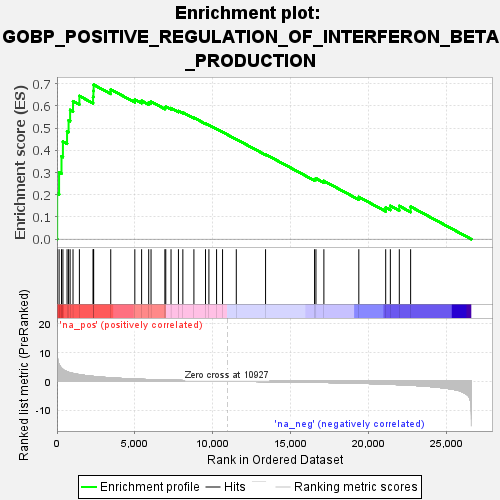 Enrichment plot:
GOBP_POSITIVE_REGULATION_OF_INTERFERON_BETA
_PRODUCTION
Enrichment score (ES)
0.7
0.6
0.5
0.4
0.3
0.2
0.1
0.0
'na_pos' (positively correlated)
Ranked list metric (PreRanked)
20
10
0
-10
Zero cross at 10927
'na_neg' (negatively correlated)
0
5,000
10,000
15,000
20,000
25,000
Rank in Ordered Dataset
Enrichment profile
Hits
Ranking metric scores